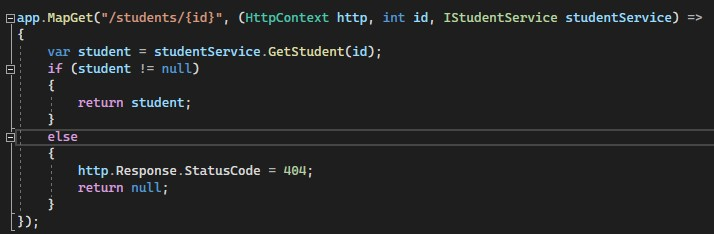 app.MapGet("/students/{id}", (HttpContext http, int id, IStudentService studentService) =>
{
    var student = studentService.GetStudent(id);
    if (student != null)
    {
        return student;
    }
    else
    {
        http.Response.StatusCode = 404;
        return null;
    }
});